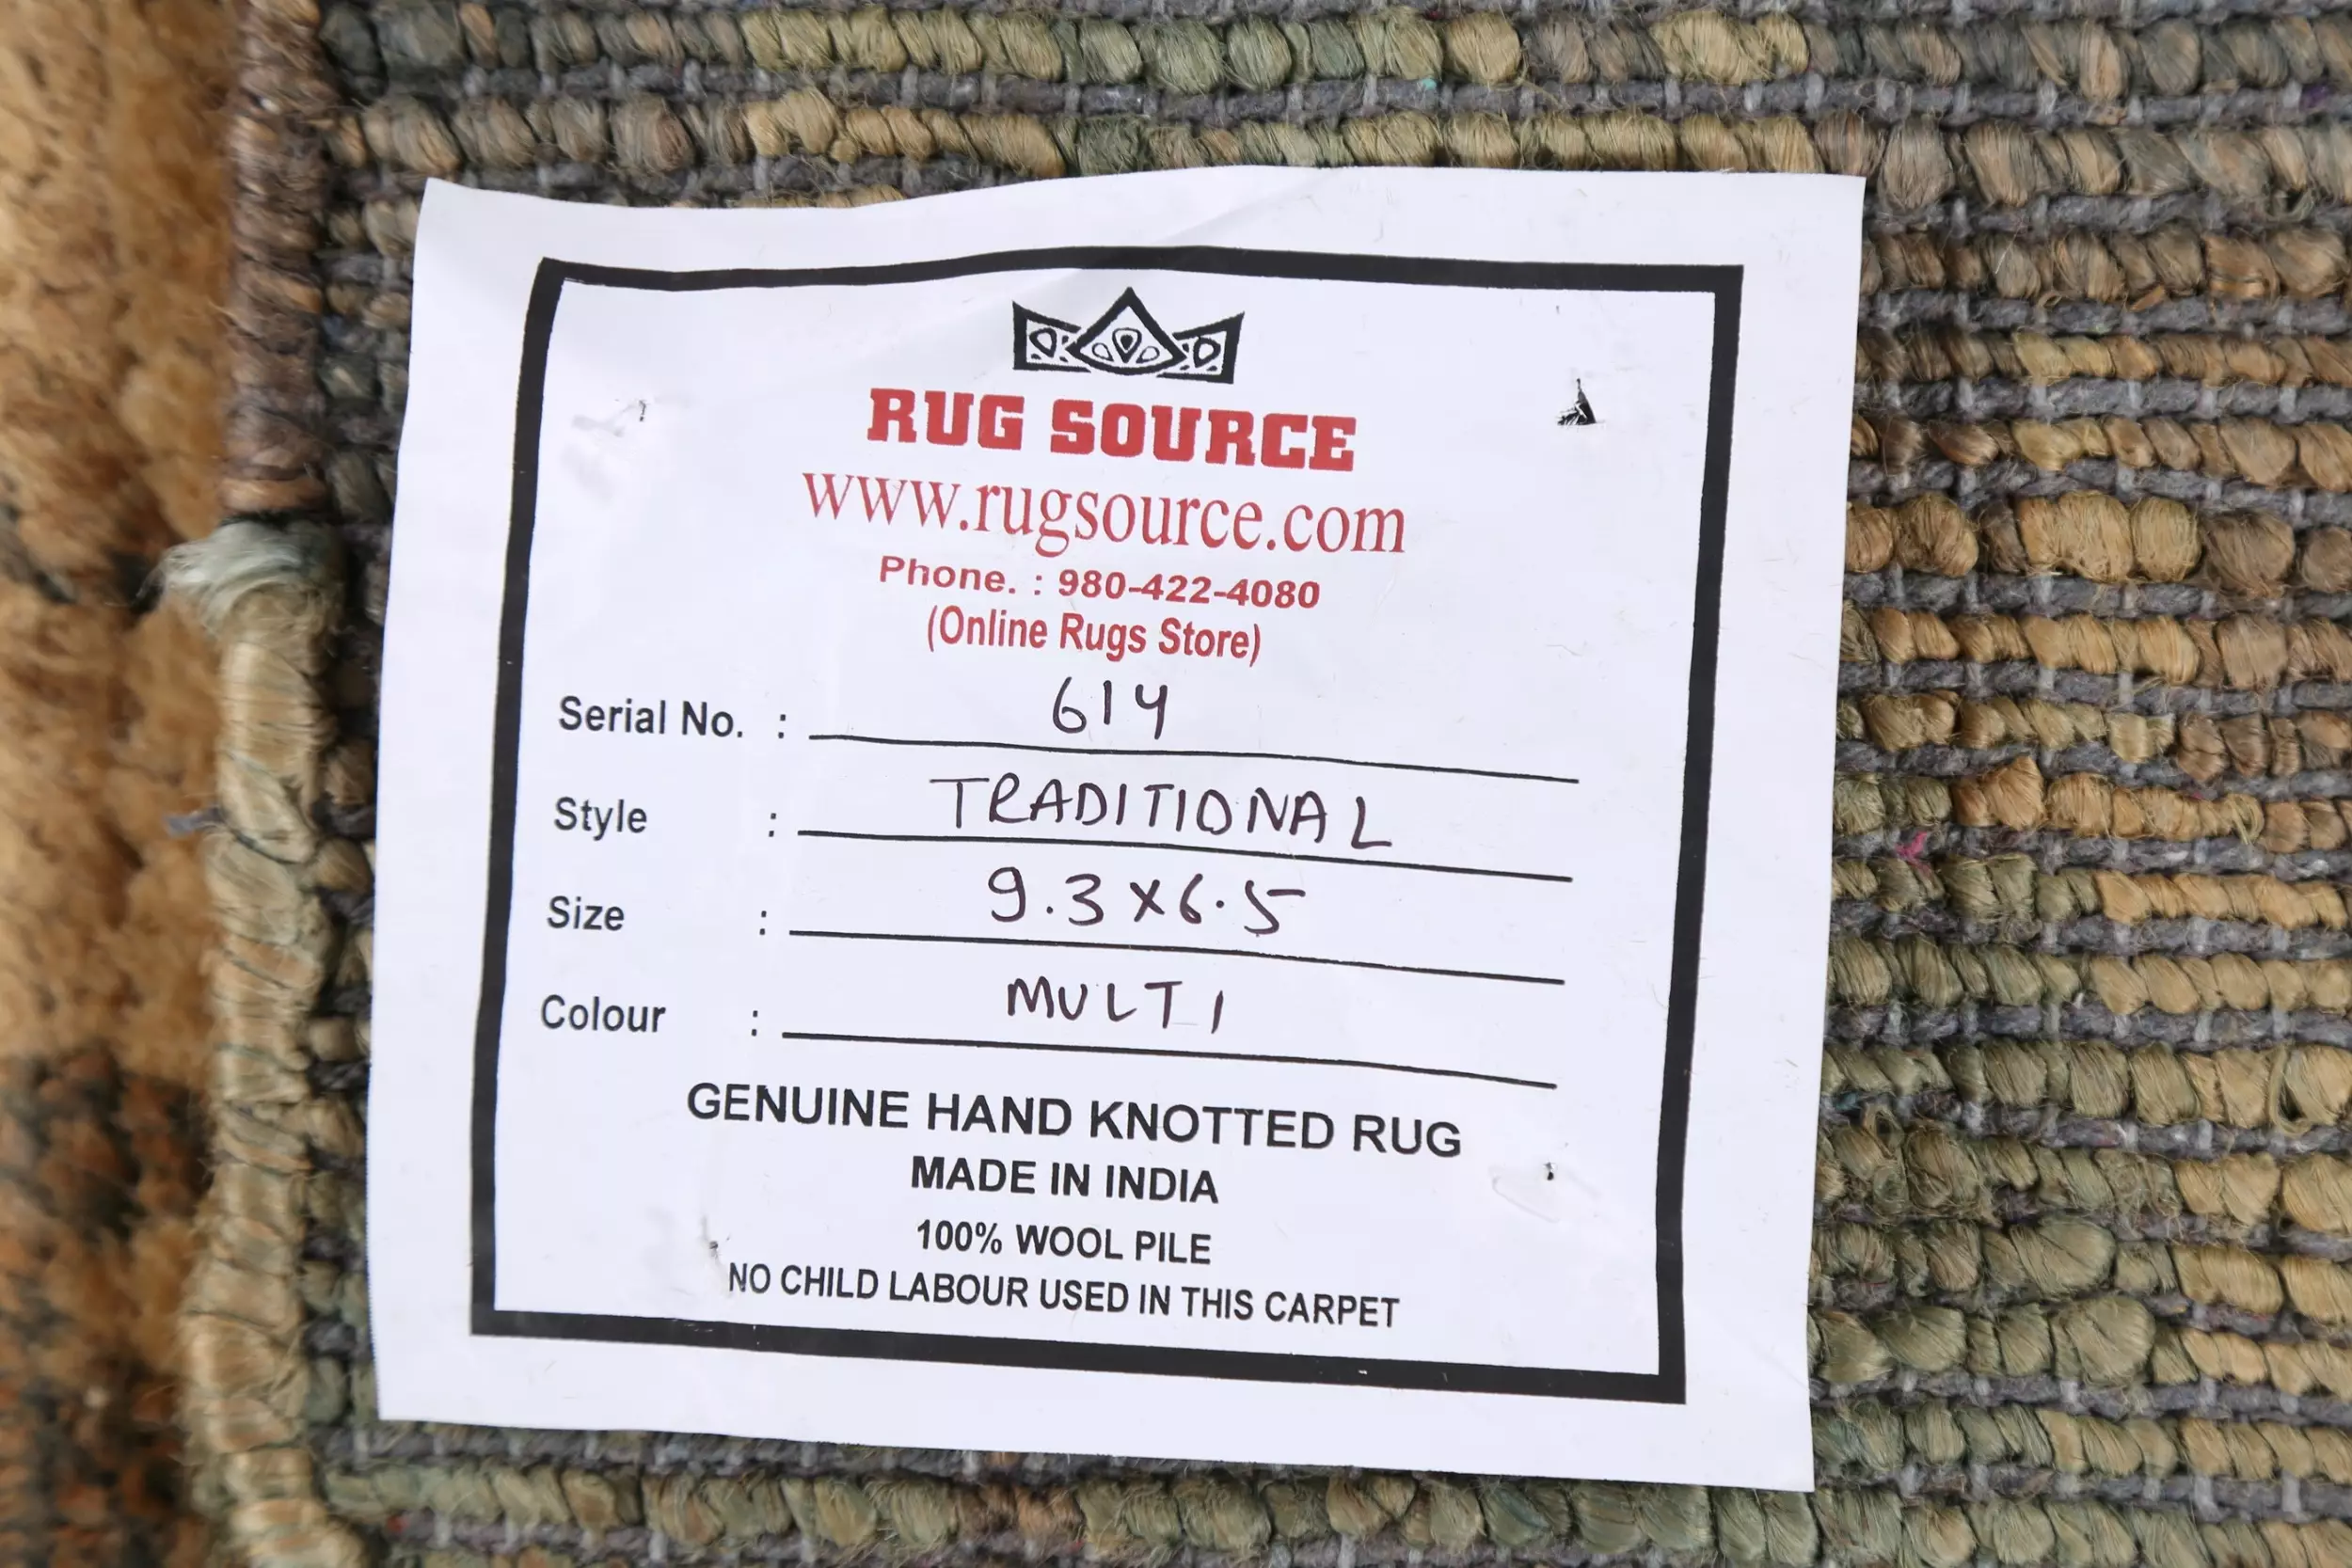 RUG SOURCE
www.rugsource.com
Phone. : 980-422-4080
(Online Rugs Store)
Serial No. : 614
Style : TRADITIONAL
Size : 9.3x6.5
Colour : MULTI
GENUINE HAND KNOTTED RUG
MADE IN INDIA
100% WOOL PILE
NO CHILD LABOUR USED IN THIS CARPET